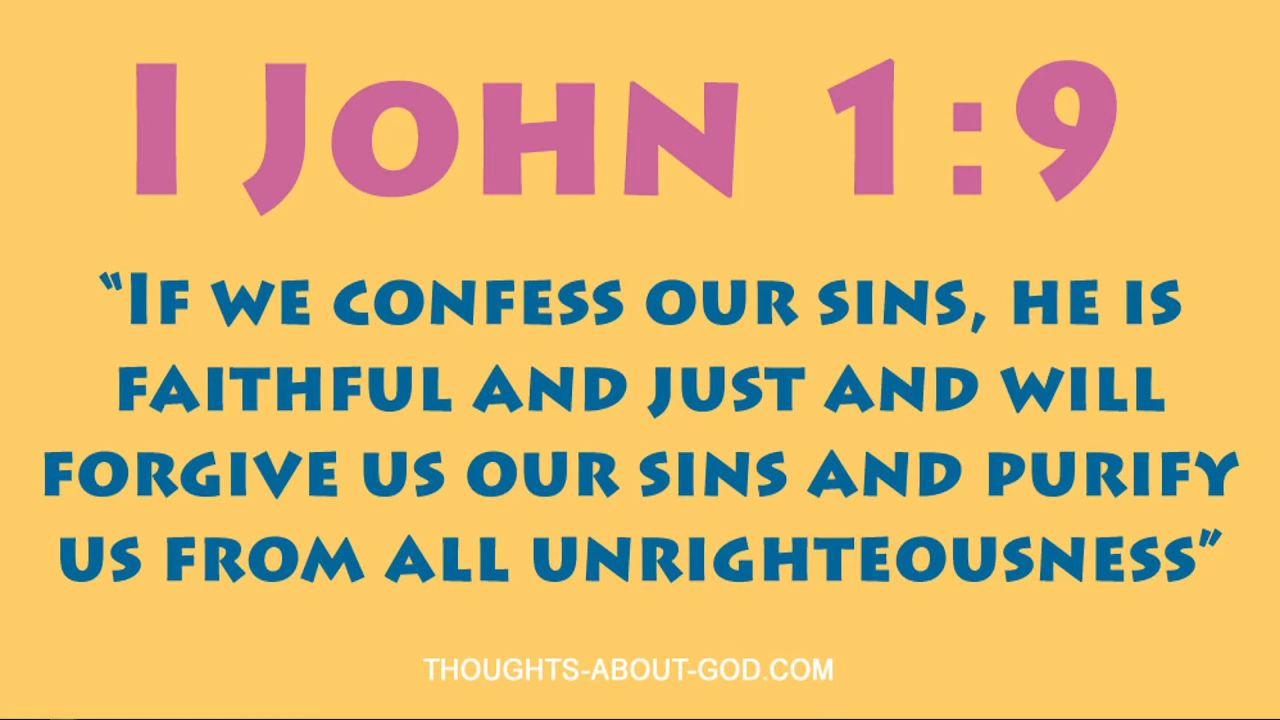 I JOHN 1:9
“IF WE CONFESS OUR SINS, HE IS
FAITHFUL AND JUST AND WILL
FORGIVE US OUR SINS AND PURIFY
US FROM ALL UNRIGHTEOUSNESS”
THOUGHTS-ABOUT-GOD.COM